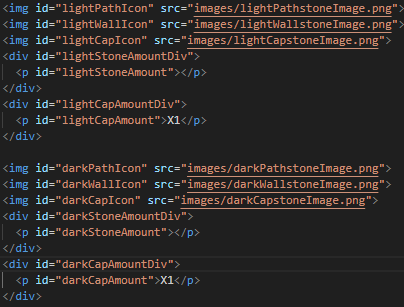 <img id="lightPathIcon" src="images/lightPathstoneImage.png">
<img id="lightWallIcon" src="images/lightWallstoneImage.png">
<img id="lightCapIcon" src="images/lightCapstoneImage.png">
<div id="lightStoneAmountDiv">
<p id="lightStoneAmount"></p>
</div>
<div id="lightCapAmountDiv">
<p id="lightCapAmount">X1</p>
</div>
<img id="darkPathIcon" src="images/darkPathstoneImage.png">
<img id="darkWallIcon" src="images/darkWallstoneImage.png">
<img id="darkCapIcon" src="images/darkCapstoneImage.png">
<div id="darkStoneAmountDiv">
<p id="darkStoneAmount"></p>
</div>
<div id="darkCapAmountDiv">
<p id="darkCapAmount">X1</p>
</div>